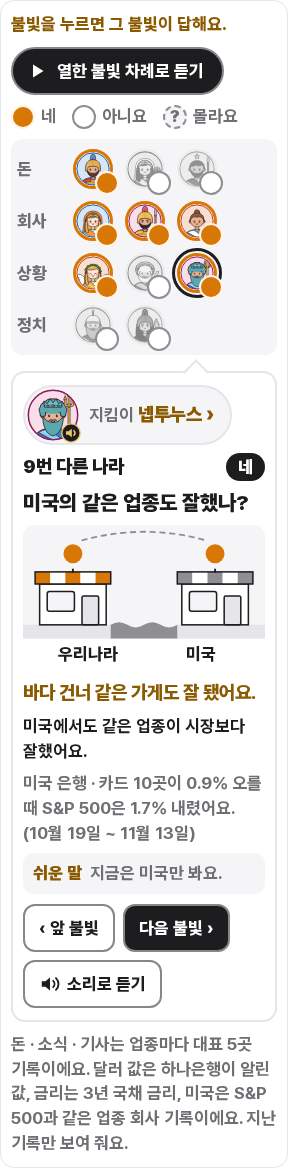 불빛을 누르면 그 불빛이 답해요.
▶ 열한 불빛 차례로 듣기
네 아니요 ? 몰라요
돈
회사
상황
정치
지킴이 넵투누스 ›
9번 다른 나라 네
미국의 같은 업종도 잘했나?
우리나라 미국
바다 건너 같은 가게도 잘 됐어요.
미국에서도 같은 업종이 시장보다
잘했어요.
미국 은행·카드 10곳이 0.9% 오를
때 S&P 500은 1.7% 내렸어요.
(10월 19일 ~ 11월 13일)
쉬운 말 지금은 미국만 봐요.
‹ 앞 불빛 다음 불빛 ›
소리로 듣기
돈·소식·기사는 업종마다 대표 5곳
기록이에요. 달러 값은 하나은행이 알린
값, 금리는 3년 국채 금리, 미국은 S&P
500과 같은 업종 회사 기록이에요. 지난
기록만 보여 줘요.